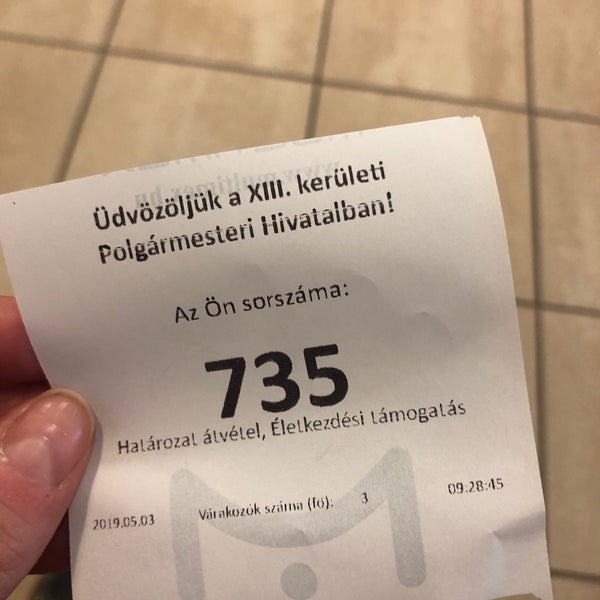 Üdvözöljük a XIII. kerületi
Polgármesteri Hivatalban!
Az Ön sorszáma:
735
Határozat átvétel, Életkezdési támogatás
2019.05.03 Várakozók száma (fő): 3 09:28:45